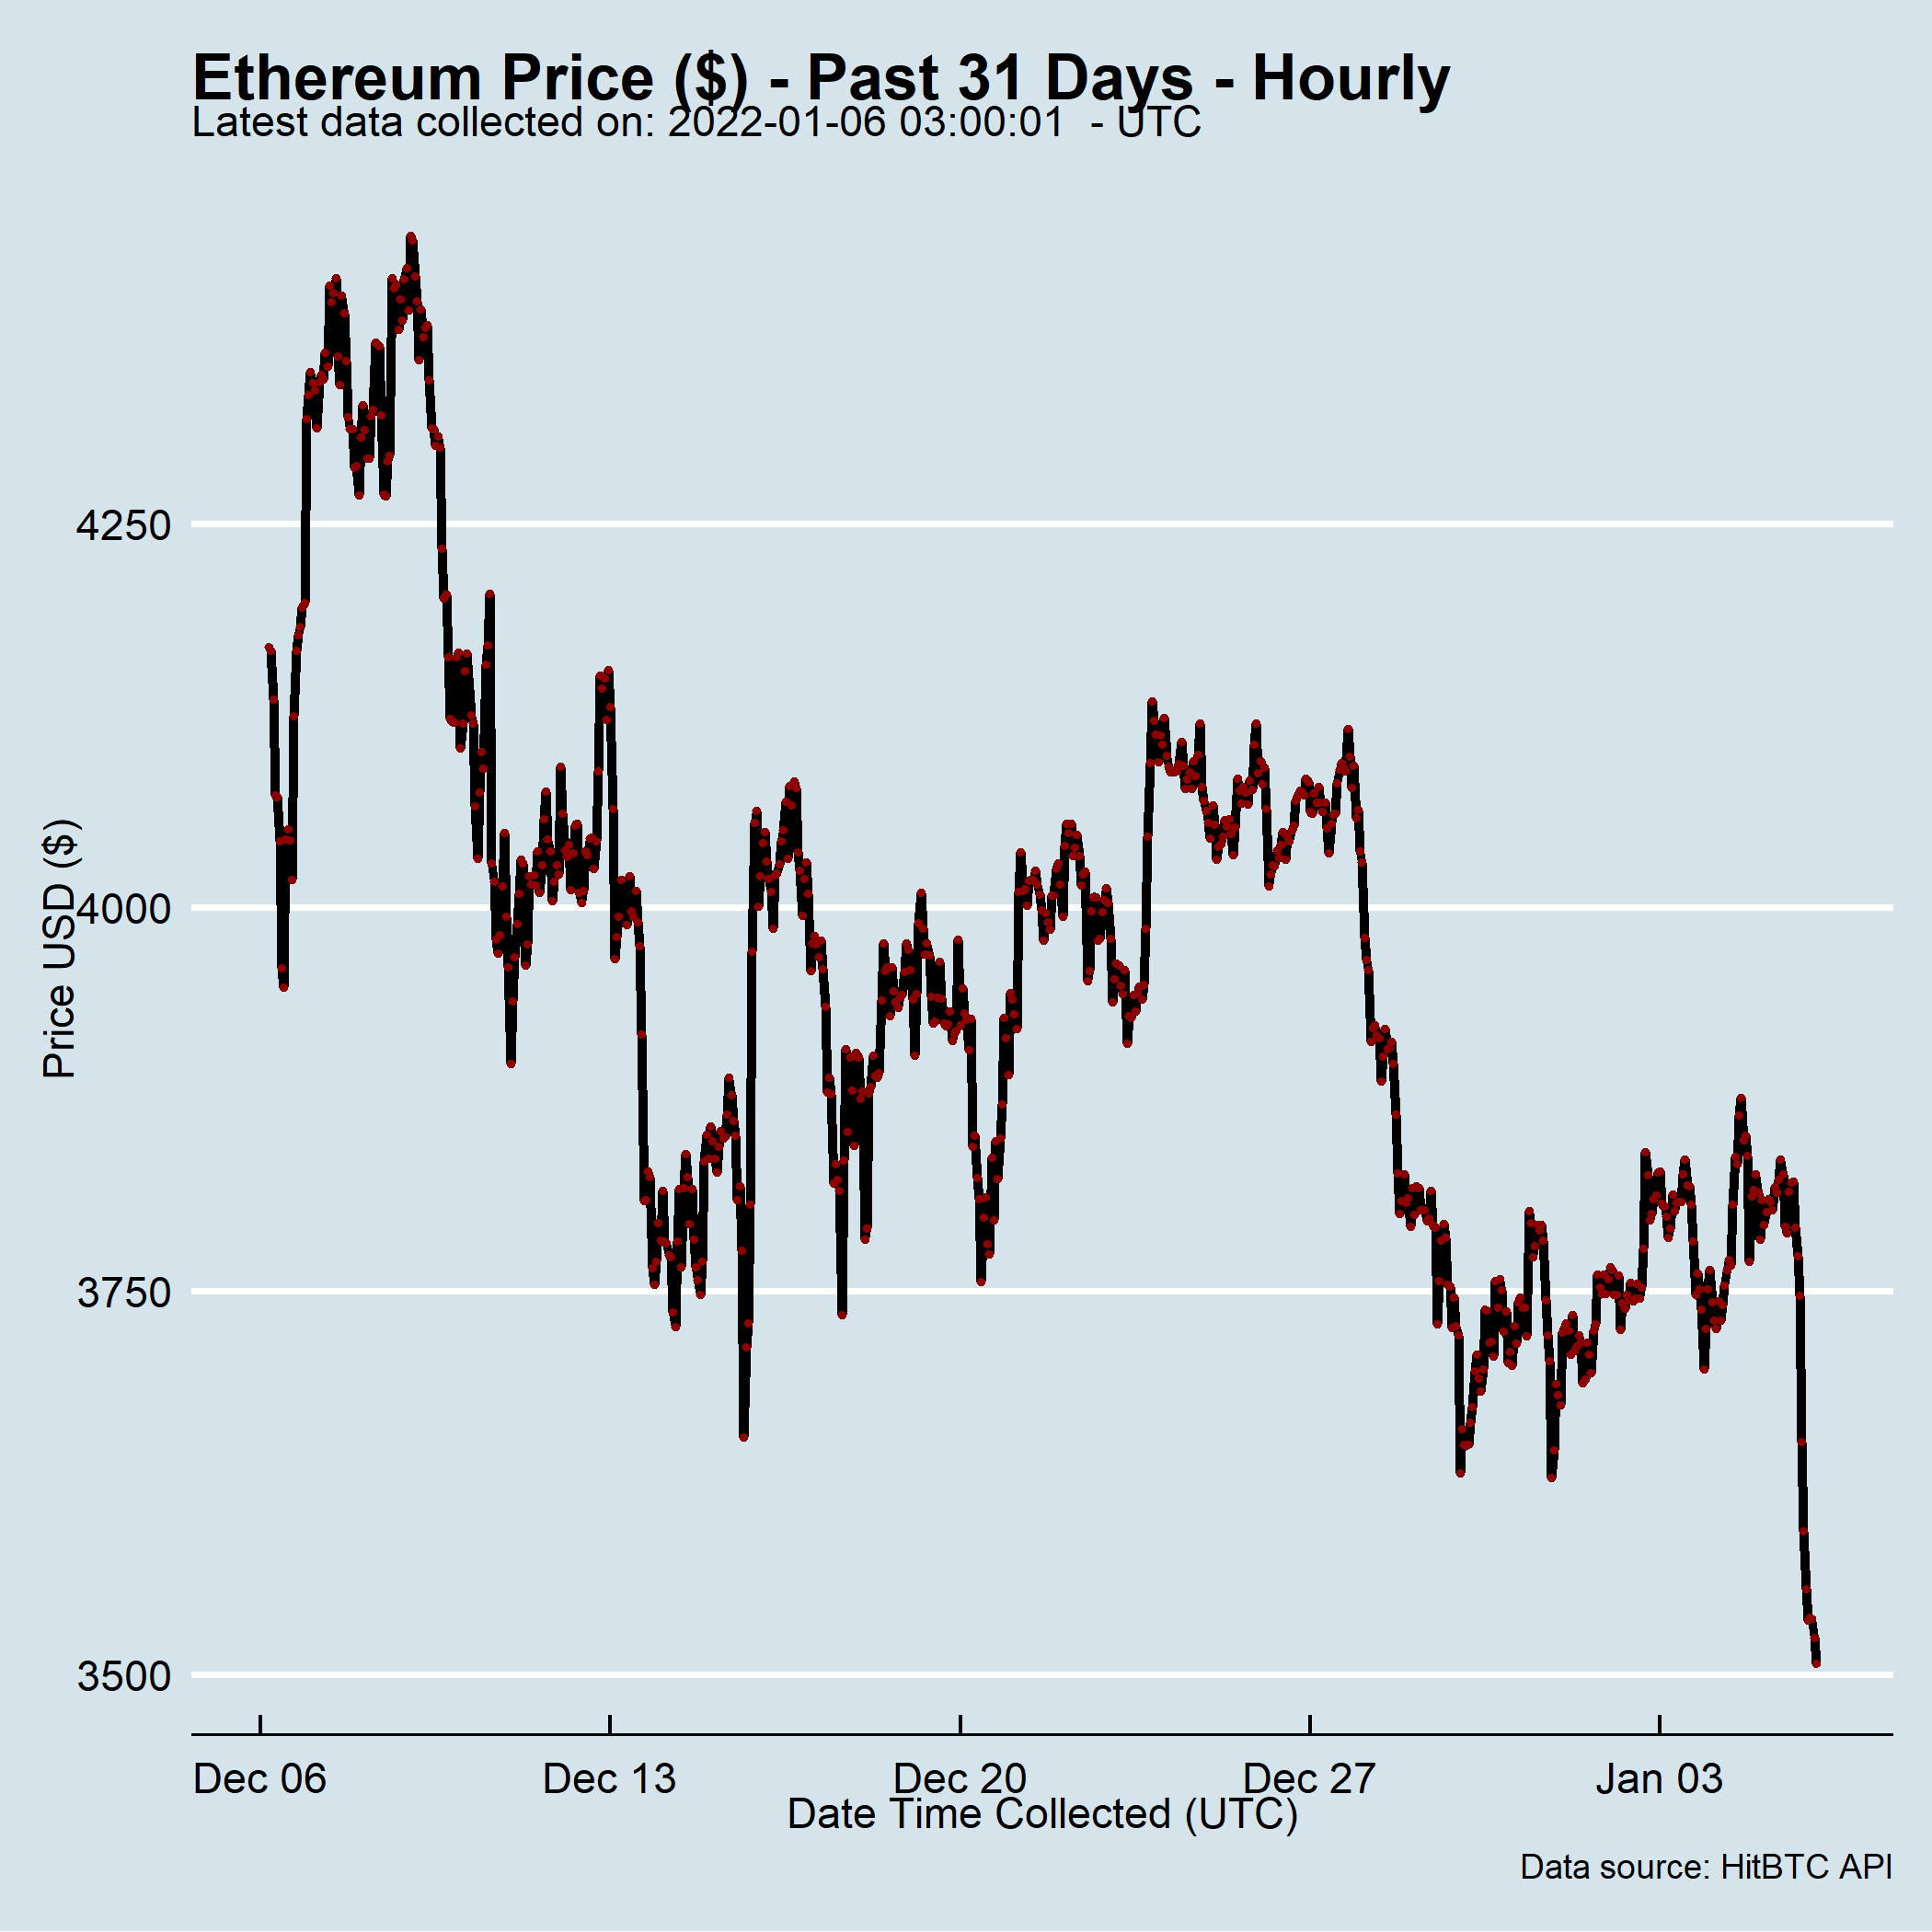 Ethereum Price ($) - Past 31 Days - Hourly
Latest data collected on: 2022-01-06 03:00:01  - UTC
Price USD ($)
4250
4000
3750
3500
Dec 06
Dec 13
Dec 20
Dec 27
Jan 03
Date Time Collected (UTC)
Data source: HitBTC API